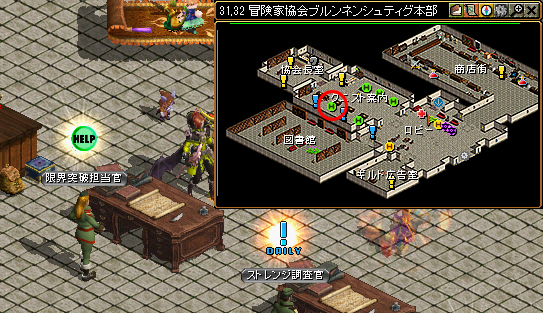 31,32 冒険家協会ブルンネンシュティグ本部
協会長室
商店街
クエスト案内
ロビー
図書館
ギルド広告室
HELP
限界突破担当官
DAILY
ストレンジ調査官